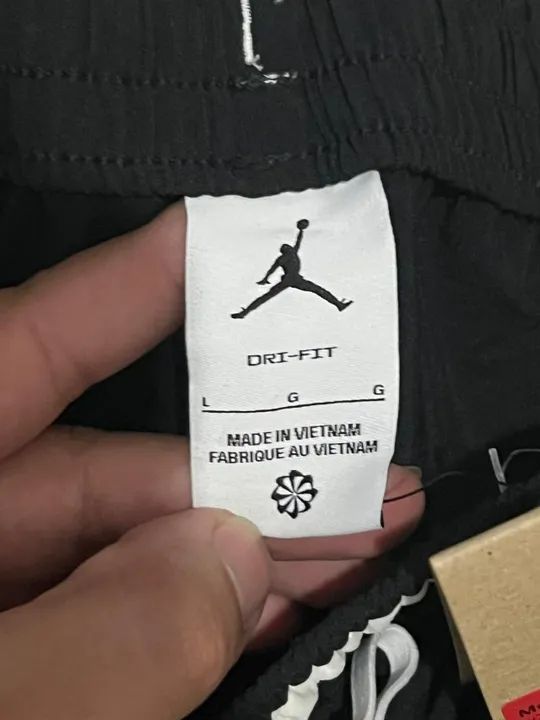 DRI-FIT
L G G
MADE IN VIETNAM
FABRIQUE AU VIETNAM